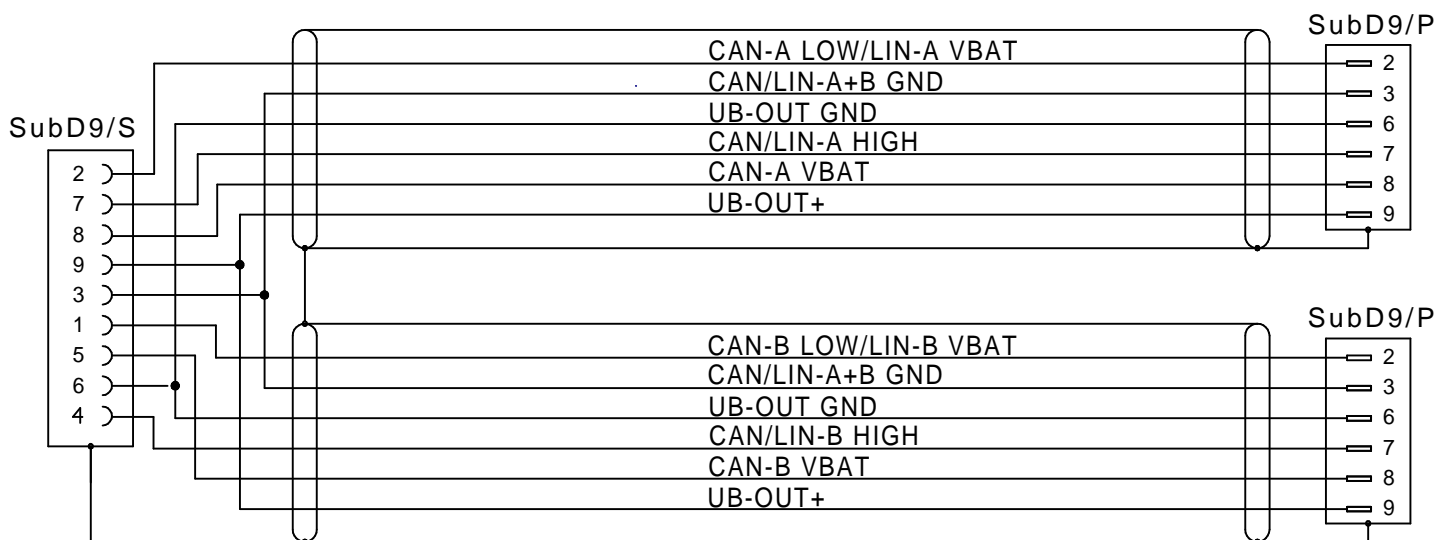 SubD9/P
CAN-A LOW/LIN-A VBAT
2
CAN/LIN-A+B GND
3
UB-OUT GND
6
CAN/LIN-A HIGH
7
CAN-A VBAT
8
UB-OUT+
9
SubD9/S
2
7
8
9
3
1
5
6
4
SubD9/P
CAN-B LOW/LIN-B VBAT
2
CAN/LIN-A+B GND
3
UB-OUT GND
6
CAN/LIN-B HIGH
7
CAN-B VBAT
8
UB-OUT+
9